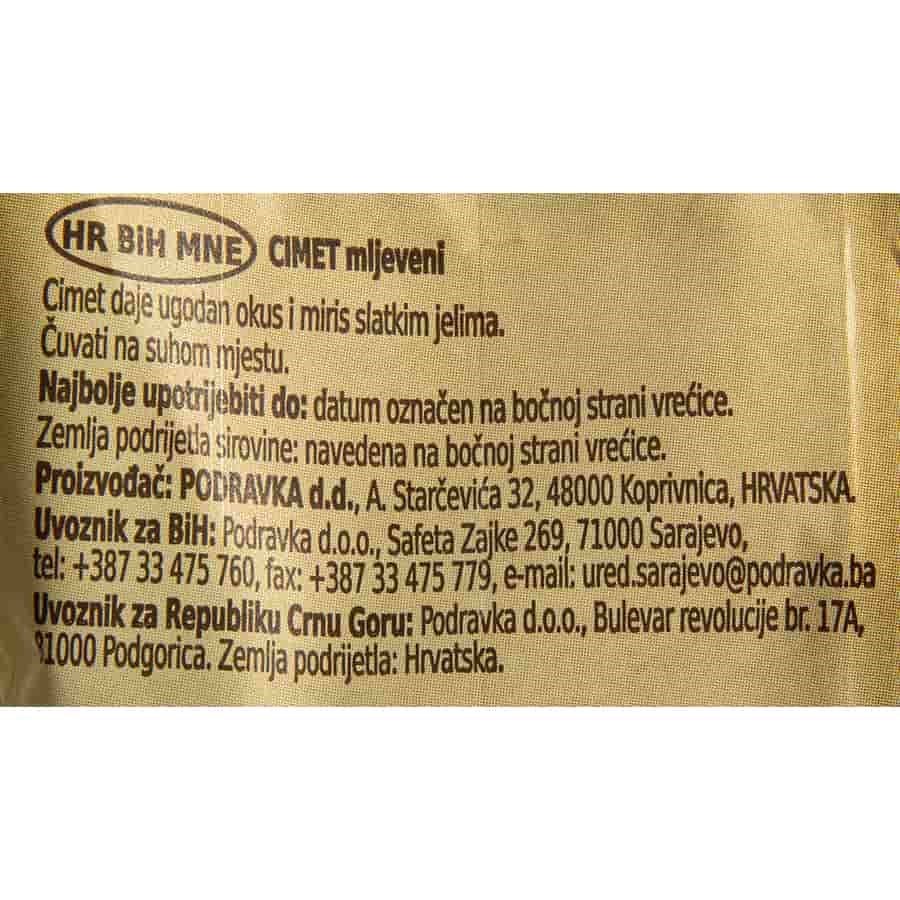 HR BiH MNE CIMET mljeveni
Cimet daje ugodan okus i miris slatkim jelima.
Čuvati na suhom mjestu.
Najbolje upotrijebiti do: datum označen na bočnoj strani vrećice.
Zemlja podrijetla sirovine: navedena na bočnoj strani vrećice.
Proizvođač: PODRAVKA d.d., A. Starčevića 32, 48000 Koprivnica, HRVATSKA.
Uvoznik za BiH: Podravka d.o.o., Safeta Zajke 269, 71000 Sarajevo,
tel: +387 33 475 760, fax: +387 33 475 779, e-mail: ured.sarajevo@podravka.ba
Uvoznik za Republiku Crnu Goru: Podravka d.o.o., Bulevar revolucije br. 17A,
81000 Podgorica. Zemlja podrijetla: Hrvatska.